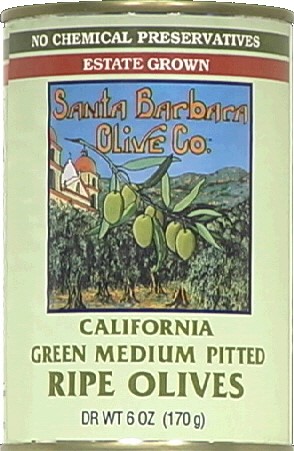 NO CHEMICAL PRESERVATIVES
ESTATE GROWN
Santa Barbara
Olive Co.
CALIFORNIA
GREEN MEDIUM PITTED
RIPE OLIVES
DR WT 6 OZ (170 g)